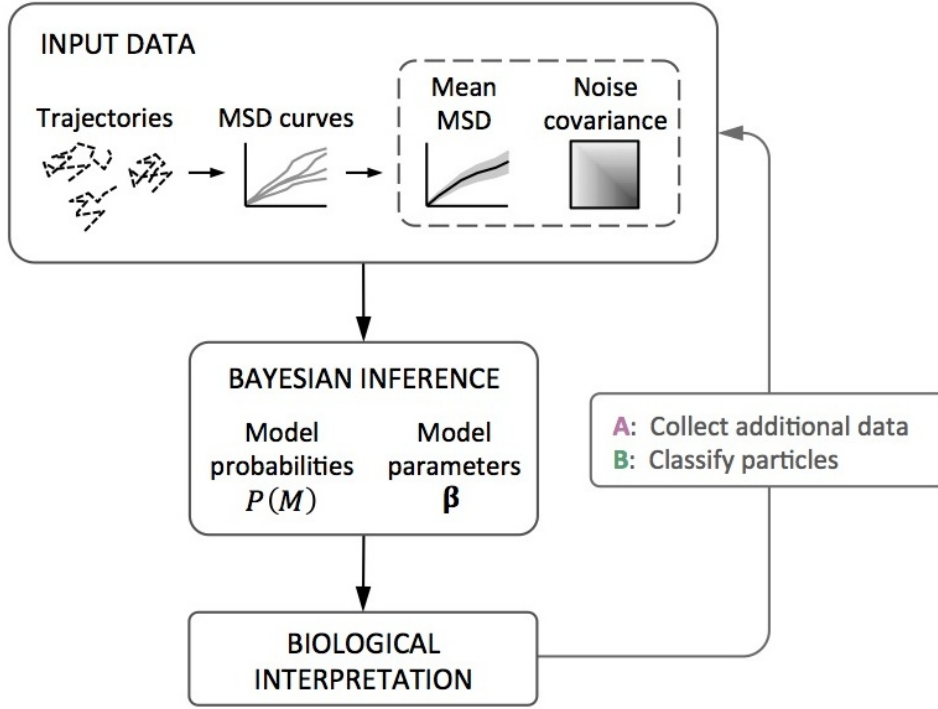 INPUT DATA
Trajectories
MSD curves
Mean
MSD
Noise
covariance
BAYESIAN INFERENCE
Model
probabilities
P(M)
Model
parameters
β
A: Collect additional data
B: Classify particles
BIOLOGICAL
INTERPRETATION